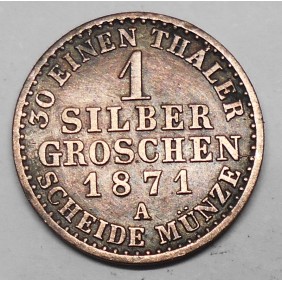 30 EINEN THALER
1
SILBER
GROSCHEN
1871
A
SCHEIDE MÜNZE